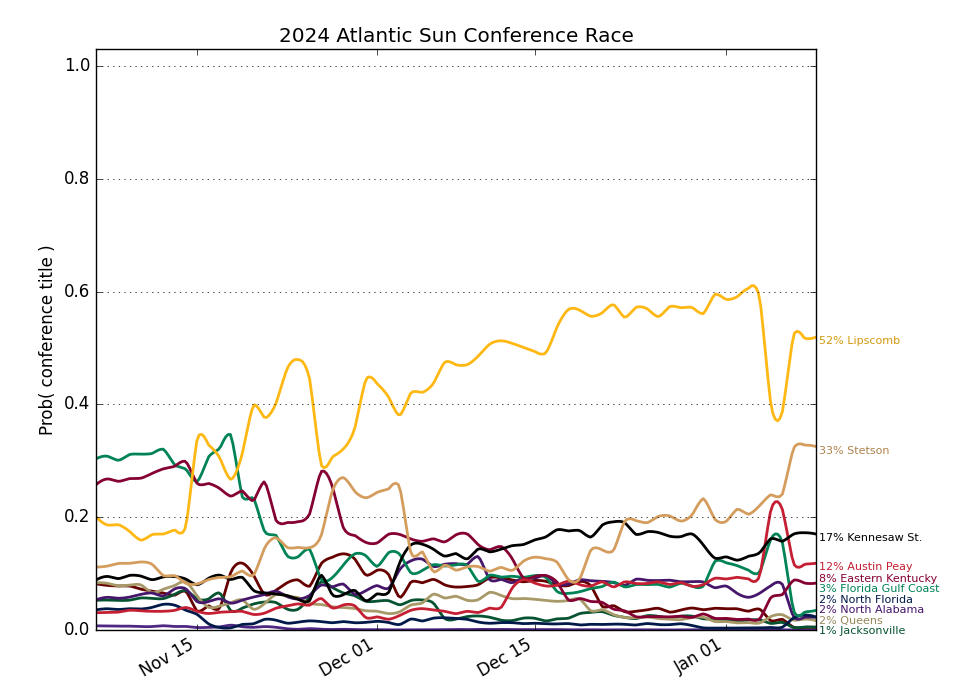 2024 Atlantic Sun Conference Race
Prob( conference title )
1.0
0.8
0.6
0.4
0.2
0.0
Nov 15
Dec 01
Dec 15
Jan 01
52% Lipscomb
33% Stetson
17% Kennesaw St.
12% Austin Peay
8% Eastern Kentucky
3% Florida Gulf Coast
2% North Florida
2% North Alabama
2% Queens
1% Jacksonville